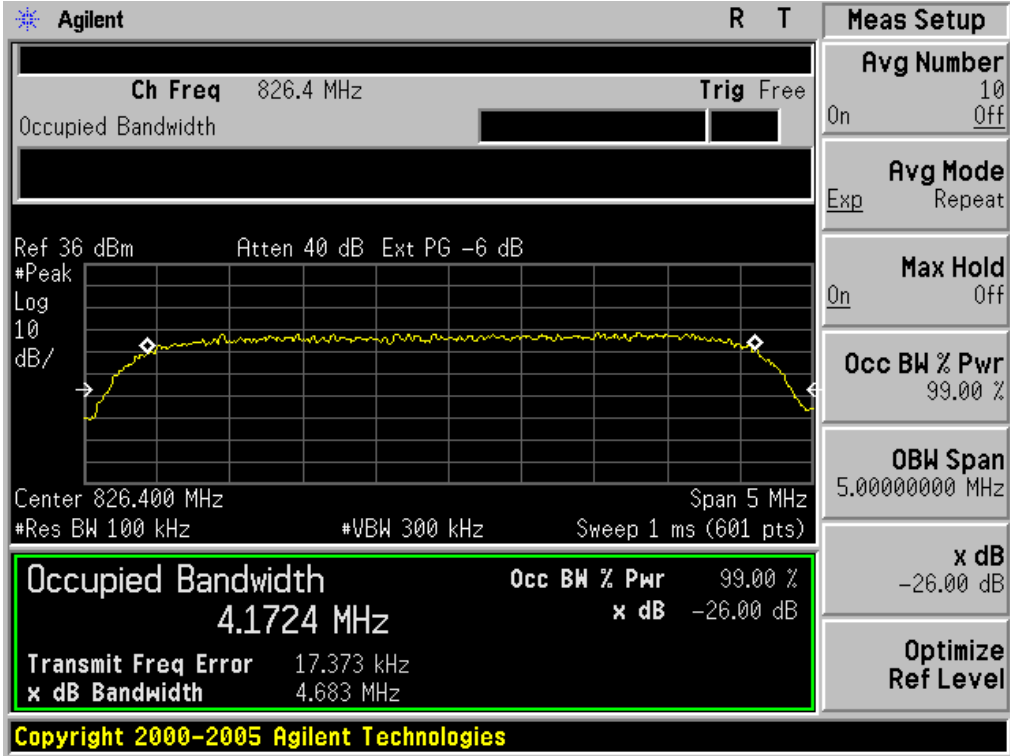 Agilent R T
Meas Setup
Ch Freq 826.4 MHz Trig Free
Occupied Bandwidth
Ref 36 dBm Atten 40 dB Ext PG -6 dB
#Peak
Log
10
dB/
Center 826.400 MHz Span 5 MHz
#Res BW 100 kHz #VBW 300 kHz Sweep 1 ms (601 pts)
Occupied Bandwidth Occ BW % Pwr 99.00 %
4.1724 MHz x dB -26.00 dB
Transmit Freq Error 17.373 kHz
x dB Bandwidth 4.683 MHz
Avg Number
10
On Off
Avg Mode
Exp Repeat
Max Hold
On Off
Occ BW % Pwr
99.00 %
OBW Span
5.00000000 MHz
x dB
-26.00 dB
Optimize
Ref Level
Copyright 2000-2005 Agilent Technologies